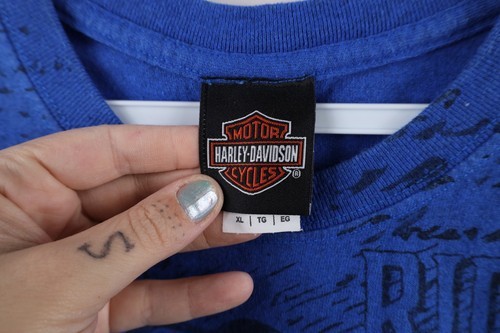 MOTOR
HARLEY-DAVIDSON
CYCLES
®
XL | TG | EG